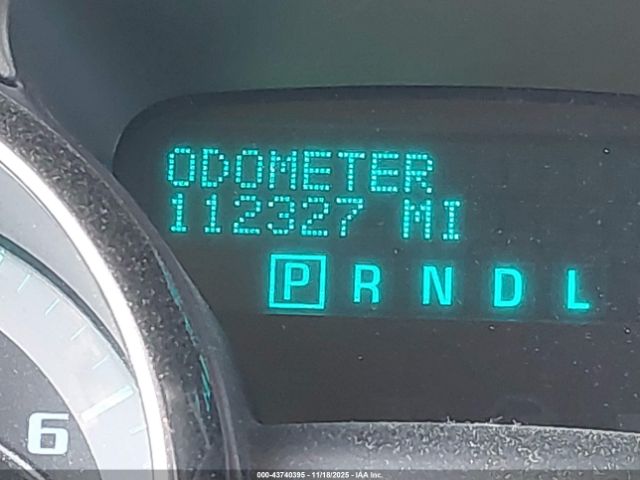 ODOMETER
112327 MI
P R N D L
6
000-43740395 - 11/18/2025 - IAA Inc.